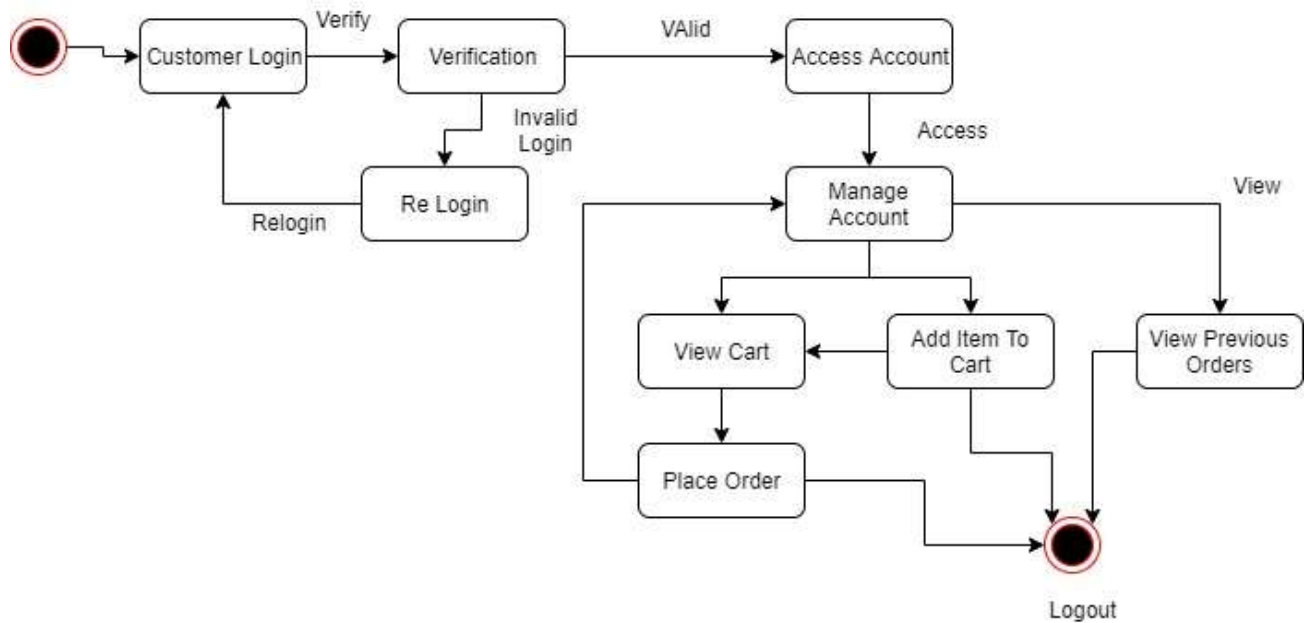 Verify
VAlid
Customer Login
Verification
Access Account
Invalid
Login
Access
Re Login
Relogin
Manage
Account
View
View Cart
Add Item To
Cart
View Previous
Orders
Place Order
Logout